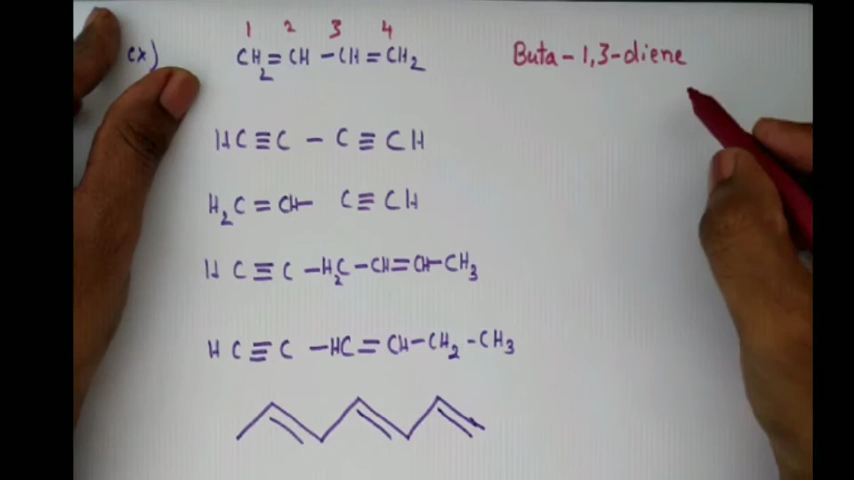 1 2 3 4
ex) CH₂=CH-CH=CH₂ Buta-1,3-diene
HC≡C-C≡CH
H₂C=CH- C≡CH
HC≡C-H₂C-CH=CH-CH₃
HC≡C-HC=CH-CH₂-CH₃